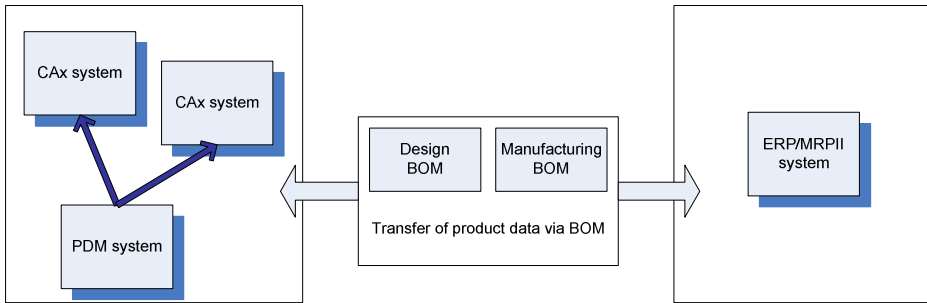 CAx system
CAx system
PDM system
Design
BOM
Manufacturing
BOM
Transfer of product data via BOM
ERP/MRPII
system